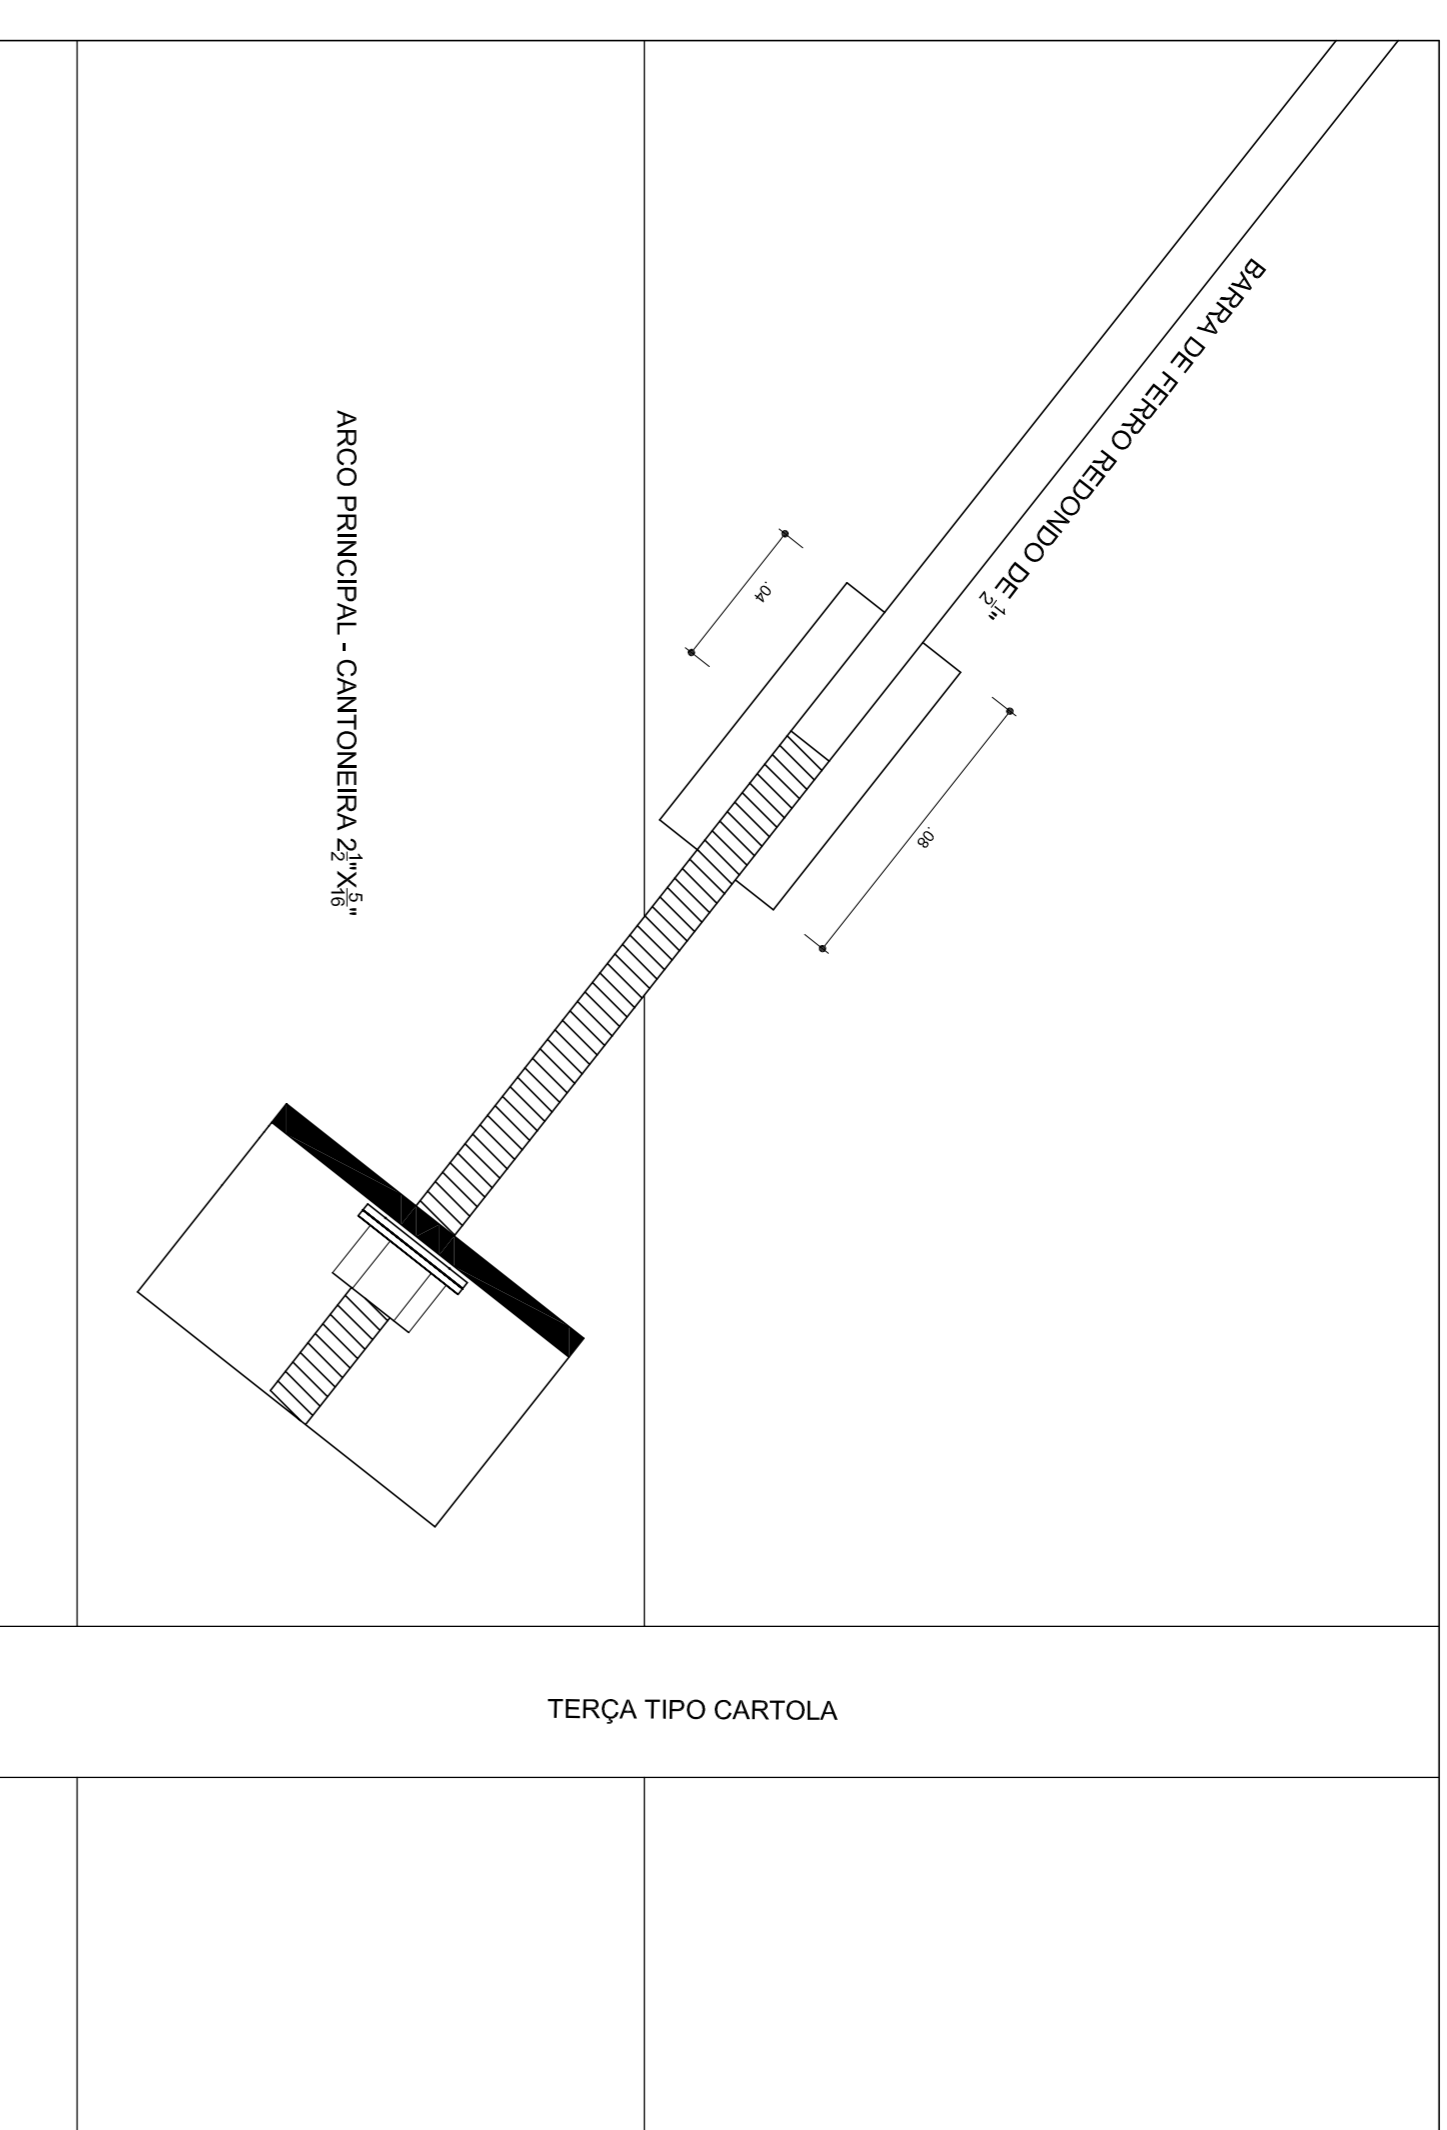 BARRA DE FERRO REDONDO DE 1/2"
ARCO PRINCIPAL - CANTONEIRA 2 1/2"X 5/16"
.04
.08
TERÇA TIPO CARTOLA